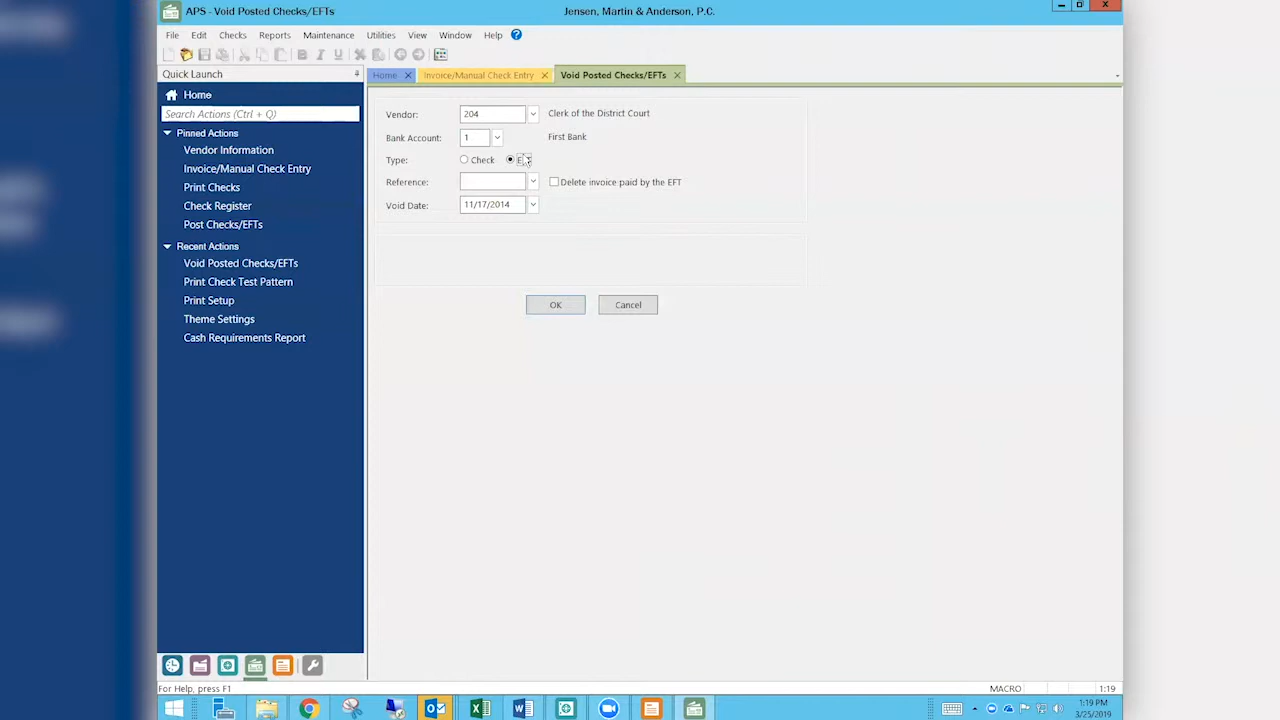 APS - Void Posted Checks/EFTs
Jensen, Martin & Anderson, P.C.
File Edit Checks Reports Maintenance Utilities View Window Help
Quick Launch
Home
Search Actions (Ctrl + Q)
Pinned Actions
Vendor Information
Invoice/Manual Check Entry
Print Checks
Check Register
Post Checks/EFTs
Recent Actions
Void Posted Checks/EFTs
Print Check Test Pattern
Print Setup
Theme Settings
Cash Requirements Report
Home Invoice/Manual Check Entry Void Posted Checks/EFTs
Vendor: 204 Clerk of the District Court
Bank Account: 1 First Bank
Type: Check
Reference: Delete invoice paid by the EFT
Void Date: 11/17/2014
OK Cancel
For Help, press F1
MACRO 1:19
1:19 PM
3/25/2019